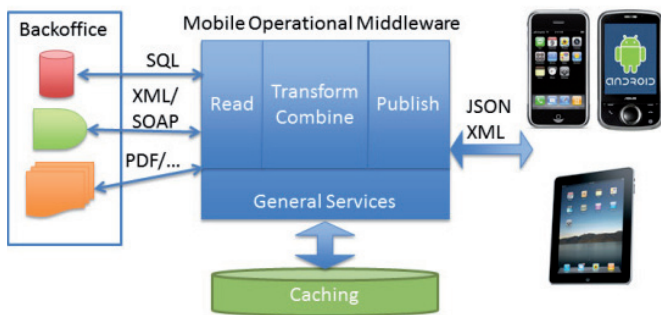 Mobile Operational Middleware
Backoffice
SQL
XML/
SOAP
PDF/...
Read
Transform
Combine
Publish
General Services
Caching
JSON
XML
ANDROID